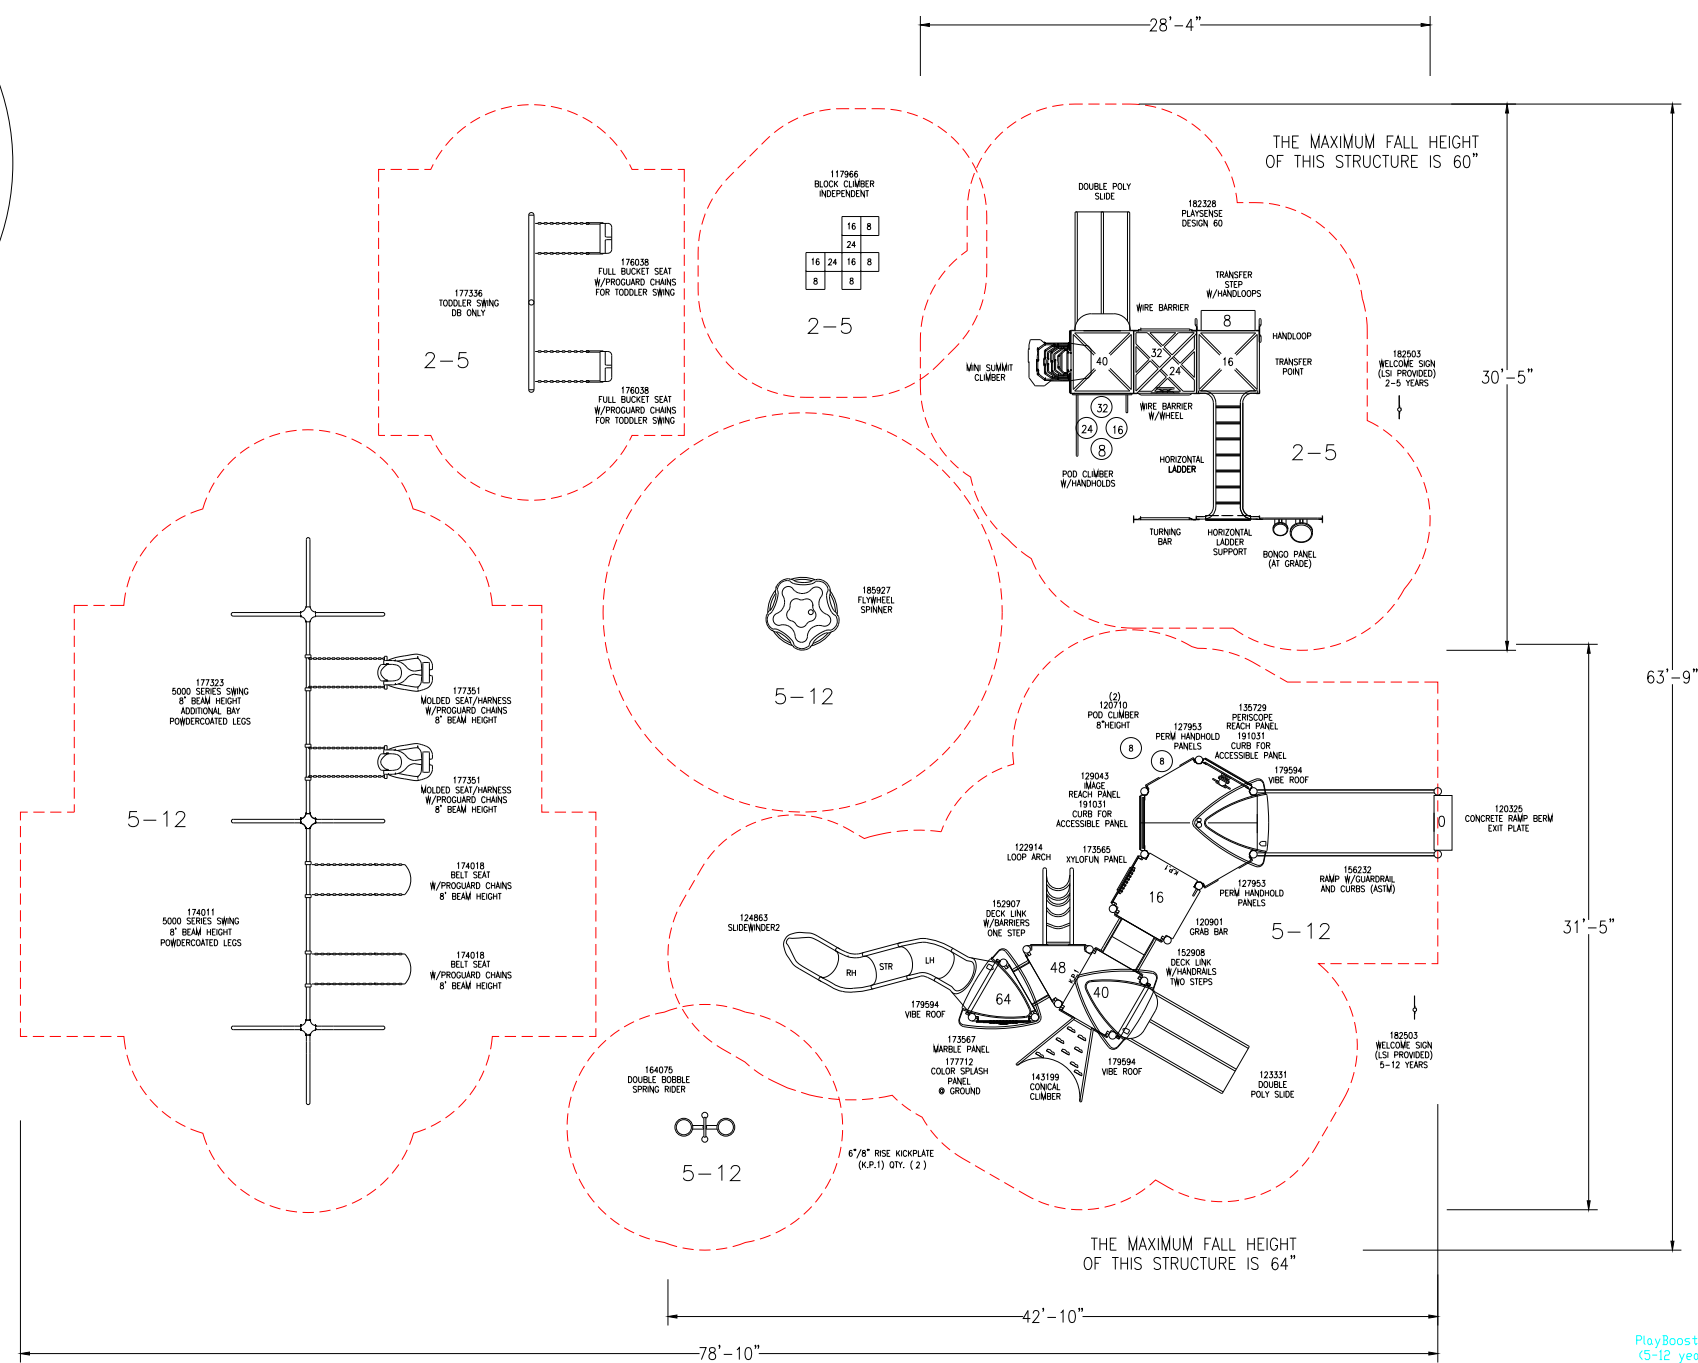 28'-4"
THE MAXIMUM FALL HEIGHT
OF THIS STRUCTURE IS 60"
117966
BLOCK CLIMBER
INDEPENDENT
16 8
24
16 24 16 8
8 8
2-5
177336
TODDLER SWING
DB ONLY
2-5
176038
FULL BUCKET SEAT
W/PROGUARD CHAINS
FOR TODDLER SWING
176038
FULL BUCKET SEAT
W/PROGUARD CHAINS
FOR TODDLER SWING
DOUBLE POLY
SLIDE
182328
PLAYSENSE
DESIGN 60
TRANSFER
STEP
W/HANDLOOPS
WIRE BARRIER
8
HANDLOOP
TRANSFER
POINT
MINI SUMMIT
CLIMBER
40
32
24
16
WIRE BARRIER
W/WHEEL
32
24 16
8
POD CLIMBER
W/HANDHOLDS
HORIZONTAL
LADDER
2-5
TURNING
BAR
HORIZONTAL
LADDER
SUPPORT
BONGO PANEL
(AT GRADE)
182503
WELCOME SIGN
(LSI PROVIDED)
2-5 YEARS
30'-5"
63'-9"
185927
FLYWHEEL
SPINNER
5-12
177323
5000 SERIES SWING
8' BEAM HEIGHT
ADDITIONAL BAY
POWDERCOATED LEGS
177351
MOLDED SEAT/HARNESS
W/PROGUARD CHAINS
8' BEAM HEIGHT
177351
MOLDED SEAT/HARNESS
W/PROGUARD CHAINS
8' BEAM HEIGHT
5-12
174018
BELT SEAT
W/PROGUARD CHAINS
8' BEAM HEIGHT
174011
5000 SERIES SWING
8' BEAM HEIGHT
POWDERCOATED LEGS
174018
BELT SEAT
W/PROGUARD CHAINS
8' BEAM HEIGHT
(2)
120710
POD CLIMBER
8"HEIGHT
8
8
127953
PERM HANDHOLD
PANELS
135729
PERISCOPE
REACH PANEL
191031
CURB FOR
ACCESSIBLE PANEL
179594
VIBE ROOF
129043
IMAGE
REACH PANEL
191031
CURB FOR
ACCESSIBLE PANEL
8
0
120325
CONCRETE RAMP BERM
EXIT PLATE
156232
RAMP W/GUARDRAIL
AND CURBS (ASTM)
122914
LOOP ARCH
173565
XYLOFUN PANEL
K.P.1
16
127953
PERM HANDHOLD
PANELS
120901
GRAB BAR
5-12
31'-5"
152907
DECK LINK
W/BARRIERS
ONE STEP
124863
SLIDEWINDER2
RH
STR
LH
48
K.P.1
40
64
152908
DECK LINK
W/HANDRAILS
TWO STEPS
179594
VIBE ROOF
173567
MARBLE PANEL
177712
COLOR SPLASH
PANEL
@ GROUND
143199
CONICAL
CLIMBER
179594
VIBE ROOF
123331
DOUBLE
POLY SLIDE
182503
WELCOME SIGN
(LSI PROVIDED)
5-12 YEARS
164075
DOUBLE BOBBLE
SPRING RIDER
5-12
6"/8" RISE KICKPLATE
(K.P.1) QTY. ( 2 )
THE MAXIMUM FALL HEIGHT
OF THIS STRUCTURE IS 64"
42'-10"
78'-10"
PlayBoost
(5-12 yea